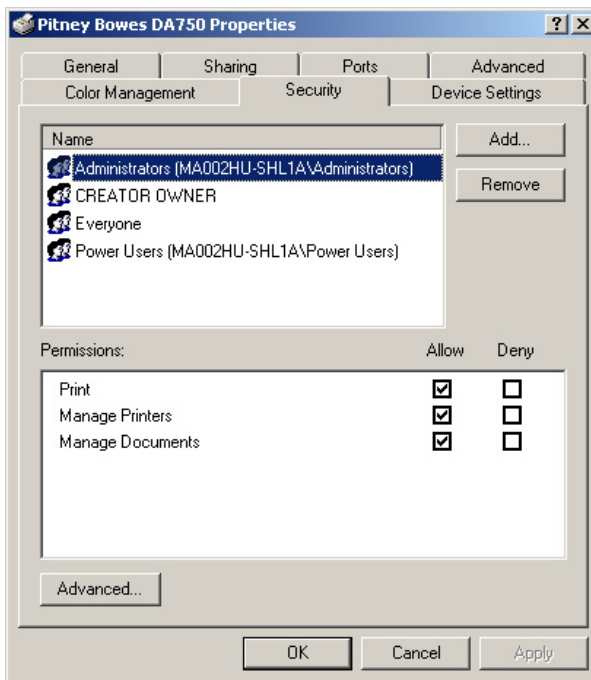 Pitney Bowes DA750 Properties ? X
General Sharing Ports Advanced
Color Management Security Device Settings
Name
Add...
Administrators (MA002HU-SHL1A\Administrators)
Remove
CREATOR OWNER
Everyone
Power Users (MA002HU-SHL1A\Power Users)
Permissions: Allow Deny
Print
Manage Printers
Manage Documents
Advanced...
OK Cancel Apply